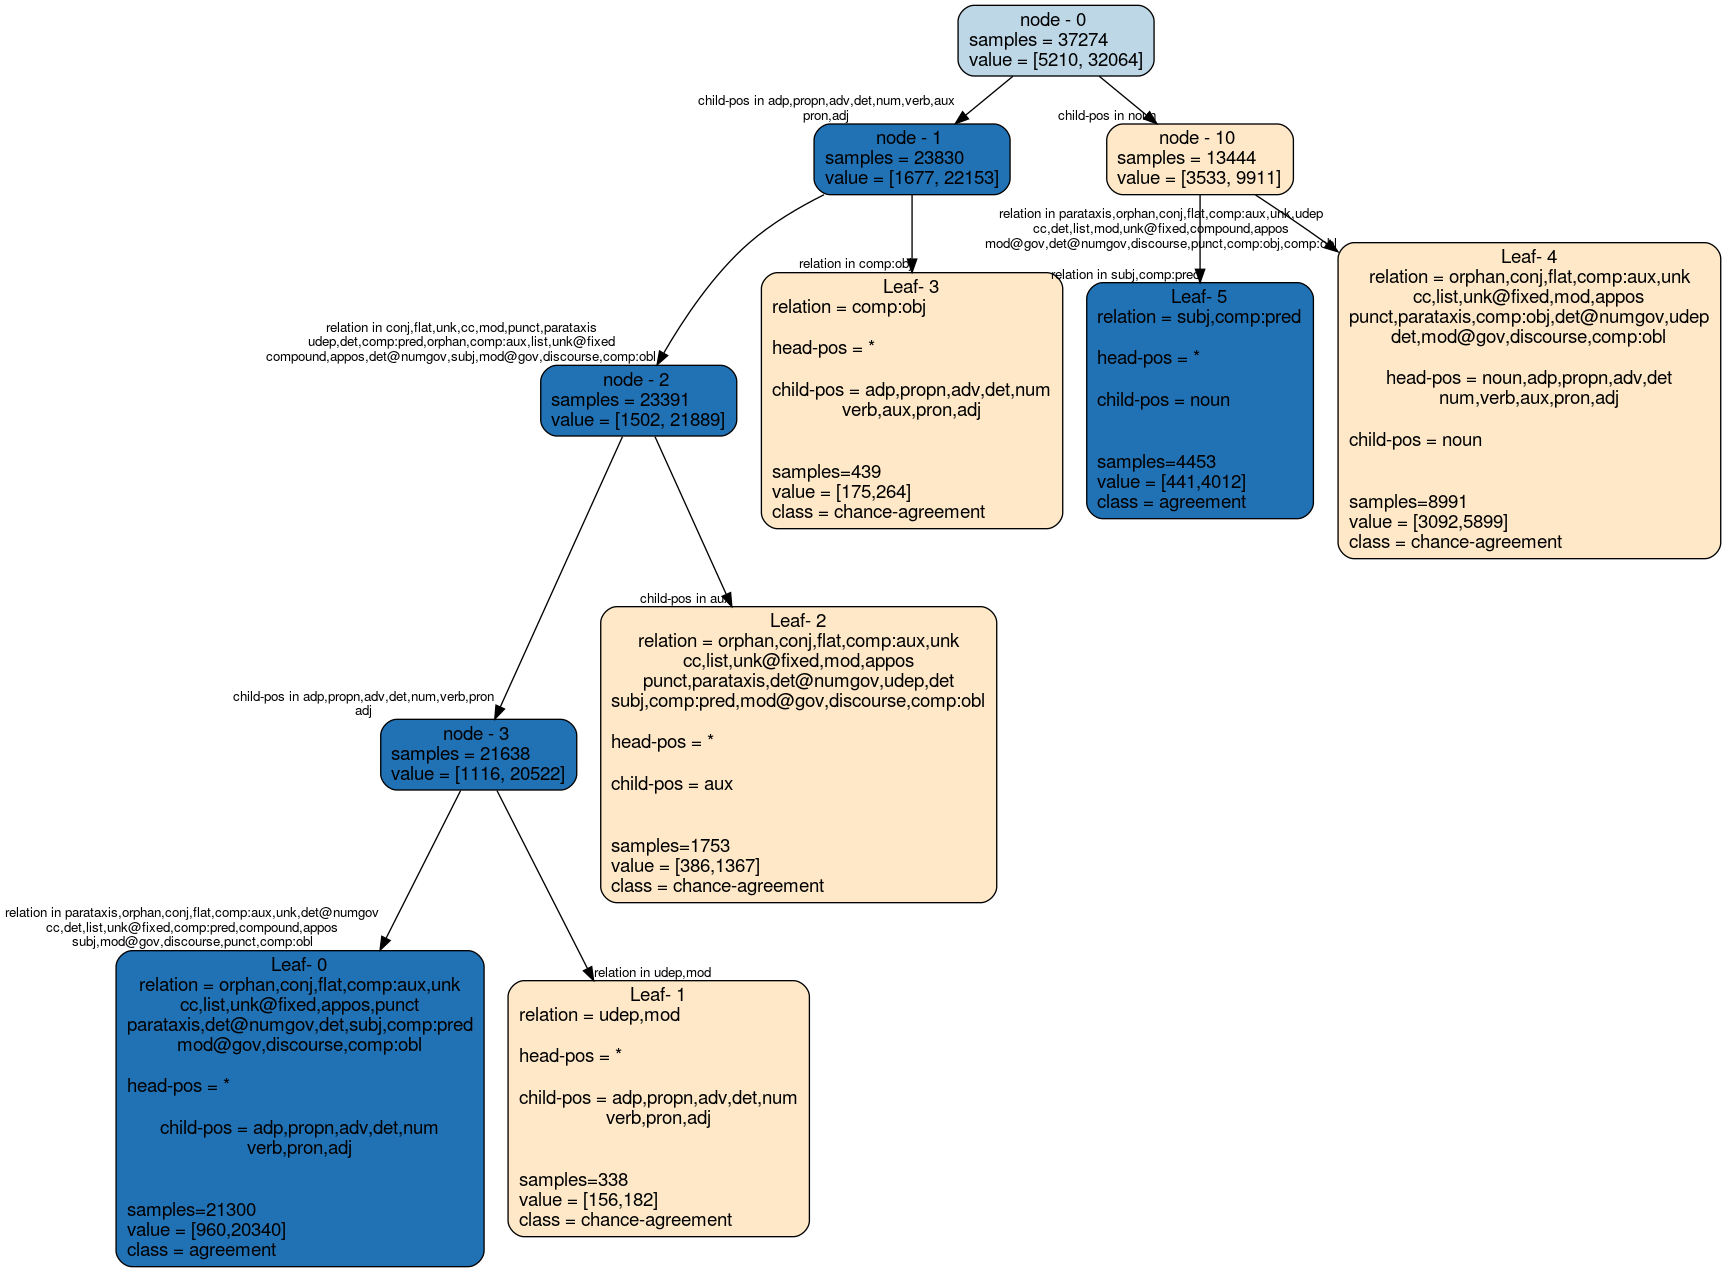 node - 0
samples = 37274
value = [5210, 32064]
child-pos in adp,propn,adv,det,num,verb,aux
pron,adj
child-pos in noun
node - 1
samples = 23830
value = [1677, 22153]
node - 10
samples = 13444
value = [3533, 9911]
relation in parataxis,orphan,conj,flat,comp:aux,unk,udep
cc,det,list,mod,unk@fixed,compound,appos
mod@gov,det@numgov,discourse,punct,comp:obj,comp:obl
relation in comp:obj
relation in subj,comp:pred
Leaf- 4
relation = orphan,conj,flat,comp:aux,unk
cc,list,unk@fixed,mod,appos
punct,parataxis,comp:obj,det@numgov,udep
det,mod@gov,discourse,comp:obl
head-pos = noun,adp,propn,adv,det
num,verb,aux,pron,adj
child-pos = noun
samples=8991
value = [3092,5899]
class = chance-agreement
Leaf- 3
relation = comp:obj
head-pos = *
child-pos = adp,propn,adv,det,num
verb,aux,pron,adj
samples=439
value = [175,264]
class = chance-agreement
Leaf- 5
relation = subj,comp:pred
head-pos = *
child-pos = noun
samples=4453
value = [441,4012]
class = agreement
relation in conj,flat,unk,cc,mod,punct,parataxis
udep,det,comp:pred,orphan,comp:aux,list,unk@fixed
compound,appos,det@numgov,subj,mod@gov,discourse,comp:obl
node - 2
samples = 23391
value = [1502, 21889]
child-pos in aux
Leaf- 2
relation = orphan,conj,flat,comp:aux,unk
cc,list,unk@fixed,mod,appos
punct,parataxis,det@numgov,udep,det
subj,comp:pred,mod@gov,discourse,comp:obl
head-pos = *
child-pos = aux
samples=1753
value = [386,1367]
class = chance-agreement
child-pos in adp,propn,adv,det,num,verb,pron
adj
node - 3
samples = 21638
value = [1116, 20522]
relation in parataxis,orphan,conj,flat,comp:aux,unk,det@numgov
cc,det,list,unk@fixed,comp:pred,compound,appos
subj,mod@gov,discourse,punct,comp:obl
relation in udep,mod
Leaf- 0
relation = orphan,conj,flat,comp:aux,unk
cc,list,unk@fixed,appos,punct
parataxis,det@numgov,det,subj,comp:pred
mod@gov,discourse,comp:obl
head-pos = *
child-pos = adp,propn,adv,det,num
verb,pron,adj
samples=21300
value = [960,20340]
class = agreement
Leaf- 1
relation = udep,mod
head-pos = *
child-pos = adp,propn,adv,det,num
verb,pron,adj
samples=338
value = [156,182]
class = chance-agreement